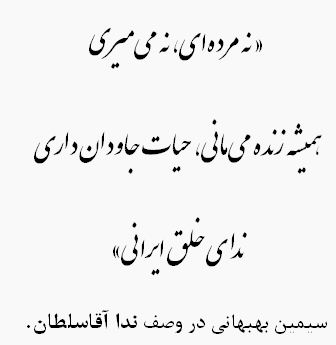 «نه مرده‌ای، نه می‌میری
همیشه زنده می‌مانی، حیات جاودان داری
ندای خلق ایرانی»
سیمین بهبهانی در وصف ندا آقاسلطان.